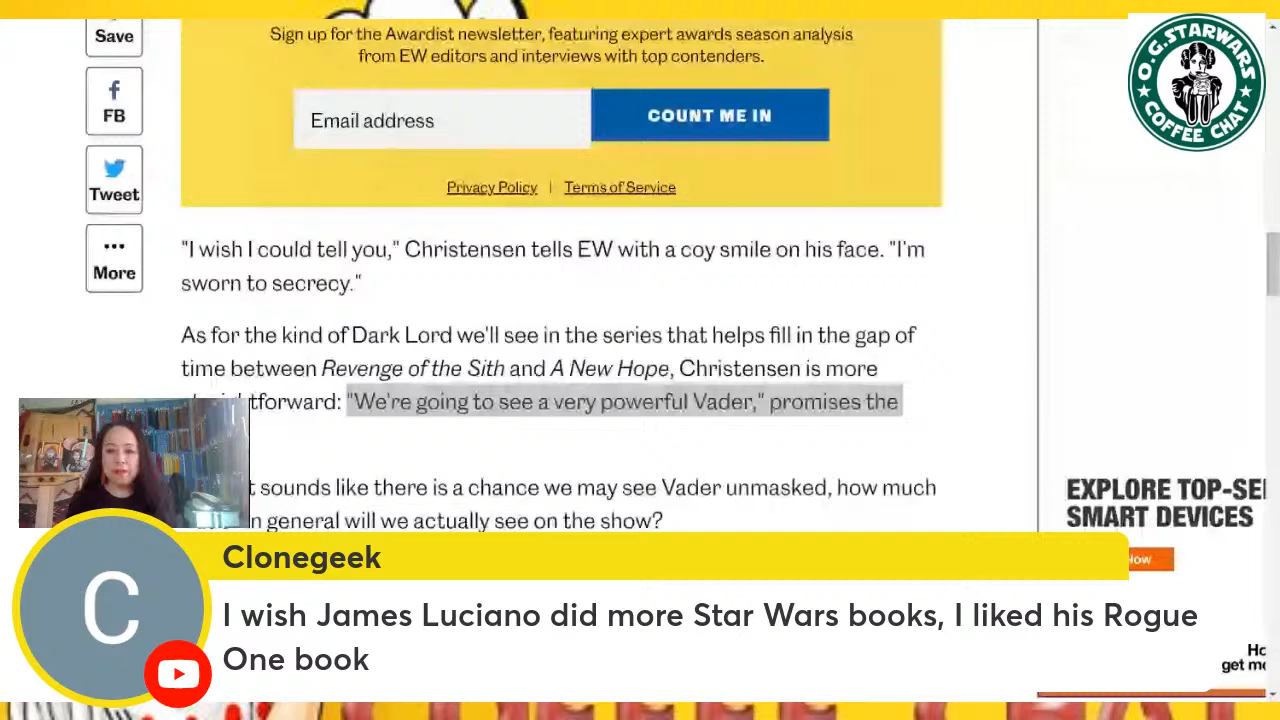 Save
FB
Tweet
•••
More
Sign up for the Awardist newsletter, featuring expert awards season analysis
from EW editors and interviews with top contenders.
Email address
COUNT ME IN
Privacy Policy | Terms of Service
"I wish I could tell you," Christensen tells EW with a coy smile on his face. "I'm
sworn to secrecy."
As for the kind of Dark Lord we'll see in the series that helps fill in the gap of
time between Revenge of the Sith and A New Hope, Christensen is more
tforward: "We're going to see a very powerful Vader," promises the
t sounds like there is a chance we may see Vader unmasked, how much
n general will we actually see on the show?
O.G. STARWARS
COFFEE CHAT
EXPLORE TOP-SE
SMART DEVICES
C
Clonegeek
I wish James Luciano did more Star Wars books, I liked his Rogue
One book